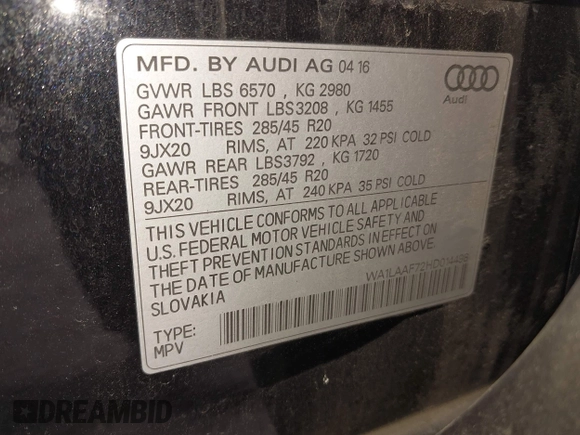 MFD. BY AUDI AG 04 16
GVWR LBS 6570 , KG 2980
GAWR FRONT LBS3208 , KG 1455
FRONT-TIRES 285/45 R20
9JX20 RIMS, AT 220 KPA 32 PSI COLD
GAWR REAR LBS3792 , KG 1720
REAR-TIRES 285/45 R20
9JX20 RIMS, AT 240 KPA 35 PSI COLD
THIS VEHICLE CONFORMS TO ALL APPLICABLE
U.S. FEDERAL MOTOR VEHICLE SAFETY AND
THEFT PREVENTION STANDARDS IN EFFECT ON
THE DATE OF MANUFACTURE SHOWN ABOVE.
SLOVAKIA
WA1LAAF72HD014488
TYPE:
MPV
Audi
DREAMBID